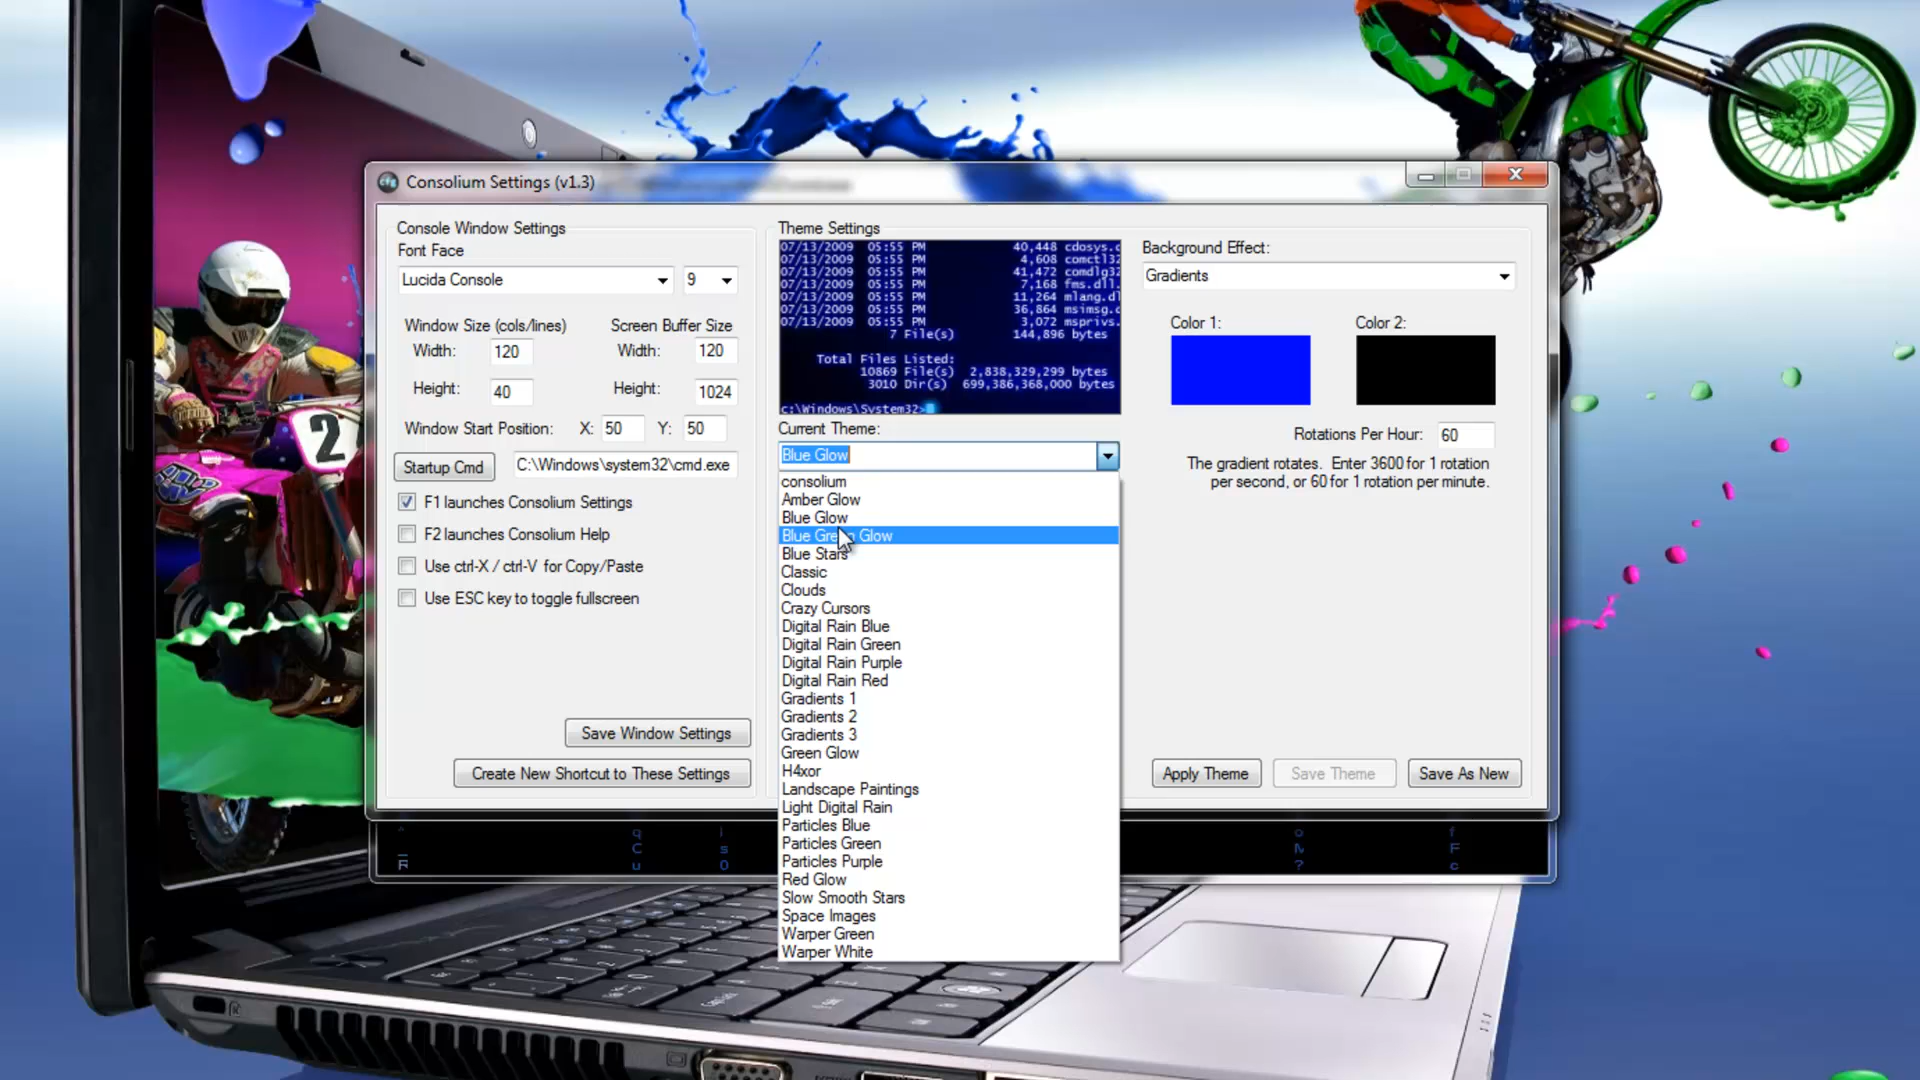 Consolium Settings (v1.3)
Console Window Settings
Font Face
Lucida Console
9
Window Size (cols/lines)
Screen Buffer Size
Width:
120
Width:
120
Height:
40
Height:
1024
Window Start Position:
X:
50
Y:
50
Startup Cmd
C:\Windows\system32\cmd.exe
F1 launches Consolium Settings
F2 launches Consolium Help
Use ctrl-X / ctrl-V for Copy/Paste
Use ESC key to toggle fullscreen
Save Window Settings
Create New Shortcut to These Settings
Theme Settings
07/13/2009 05:55 PM 40,448 cdosys.
07/13/2009 05:55 PM 4,608 comctl32
07/13/2009 05:55 PM 41,472 comdlg32
07/13/2009 05:55 PM 7,168 fms.dll.
07/13/2009 05:55 PM 11,264 mlang.dl
07/13/2009 05:55 PM 36,864 msimsg.d
07/13/2009 05:55 PM 3,072 msprivs.
7 File(s) 144,896 bytes
Total Files Listed:
10869 File(s) 2,838,329,299 bytes
3010 Dir(s) 699,386,368,000 bytes
c:\Windows\System32>
Current Theme:
Blue Glow
consolium
Amber Glow
Blue Glow
Blue Green Glow
Blue Stars
Classic
Clouds
Crazy Cursors
Digital Rain Blue
Digital Rain Green
Digital Rain Purple
Digital Rain Red
Gradients 1
Gradients 2
Gradients 3
Green Glow
H4xor
Landscape Paintings
Light Digital Rain
Particles Blue
Particles Green
Particles Purple
Red Glow
Slow Smooth Stars
Space Images
Warper Green
Warper White
Background Effect:
Gradients
Color 1:
Color 2:
Rotations Per Hour:
60
The gradient rotates. Enter 3600 for 1 rotation
per second, or 60 for 1 rotation per minute.
Apply Theme
Save Theme
Save As New
2